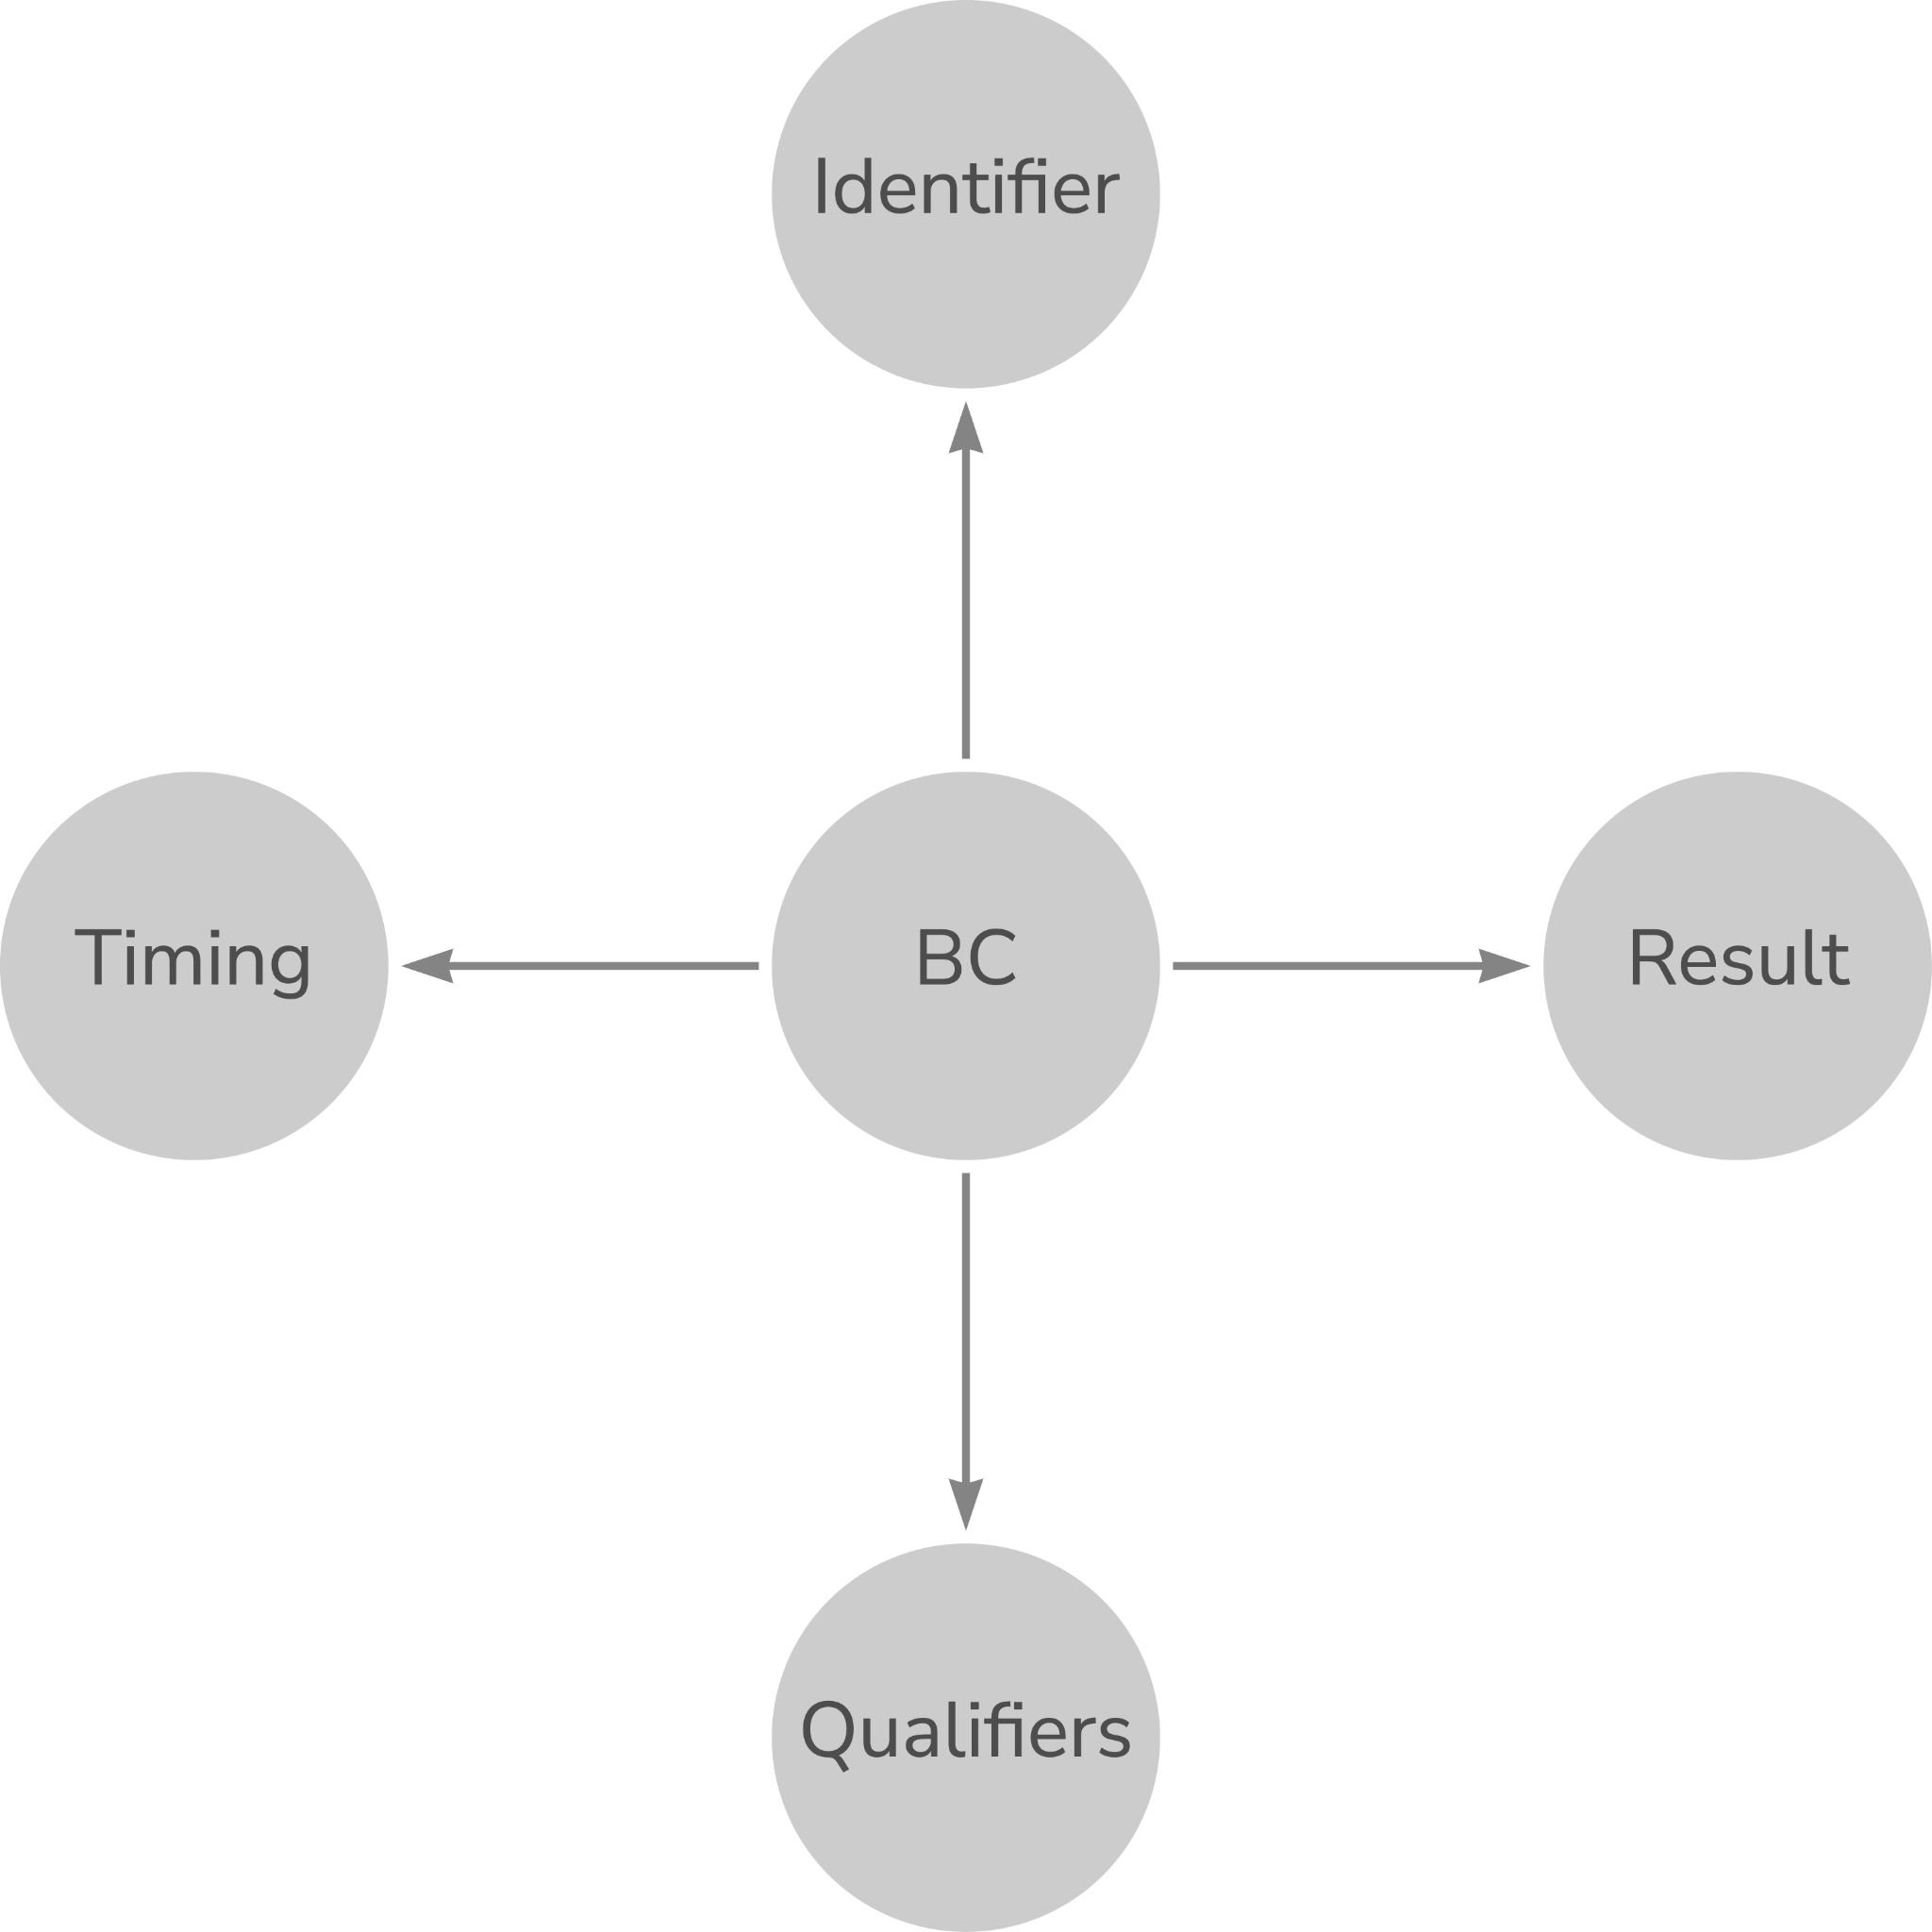 Identifier
Timing
BC
Result
Qualifiers